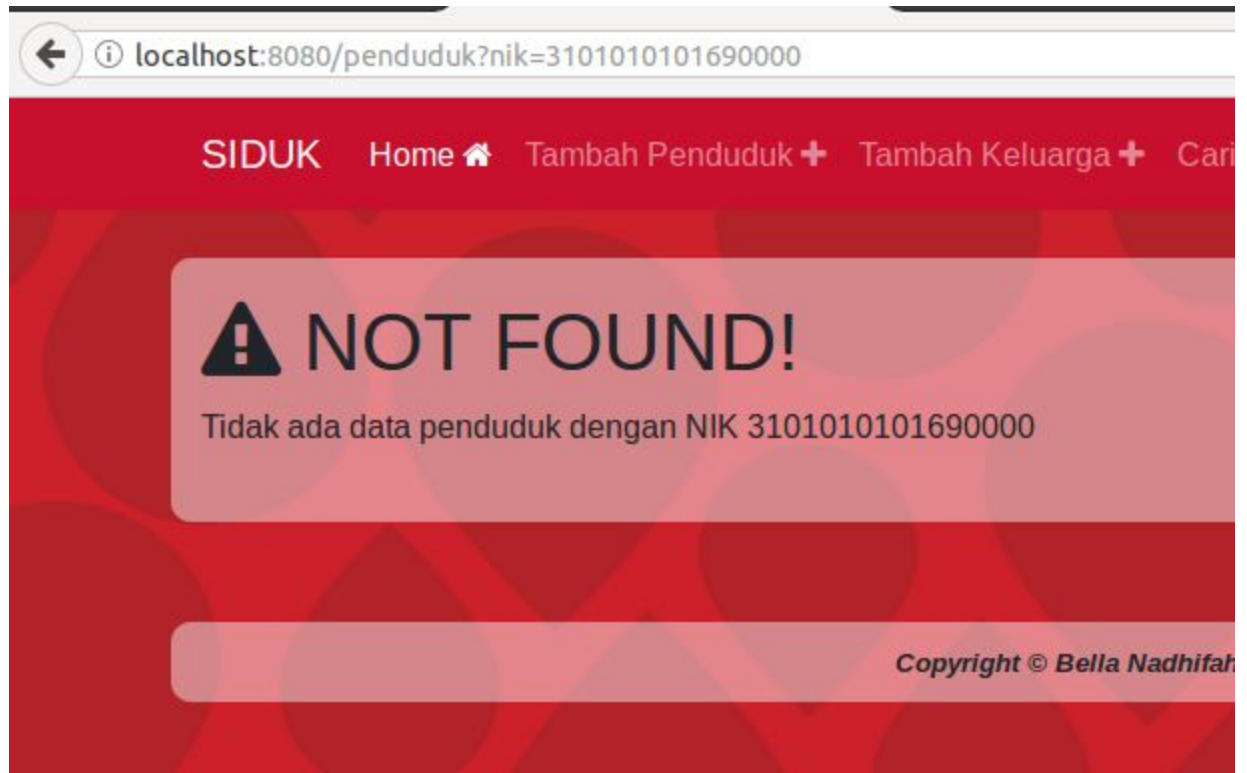 localhost:8080/penduduk?nik=3101010101690000
SIDUK Home Tambah Penduduk + Tambah Keluarga + Cari
NOT FOUND!
Tidak ada data penduduk dengan NIK 3101010101690000
Copyright © Bella Nadhifah